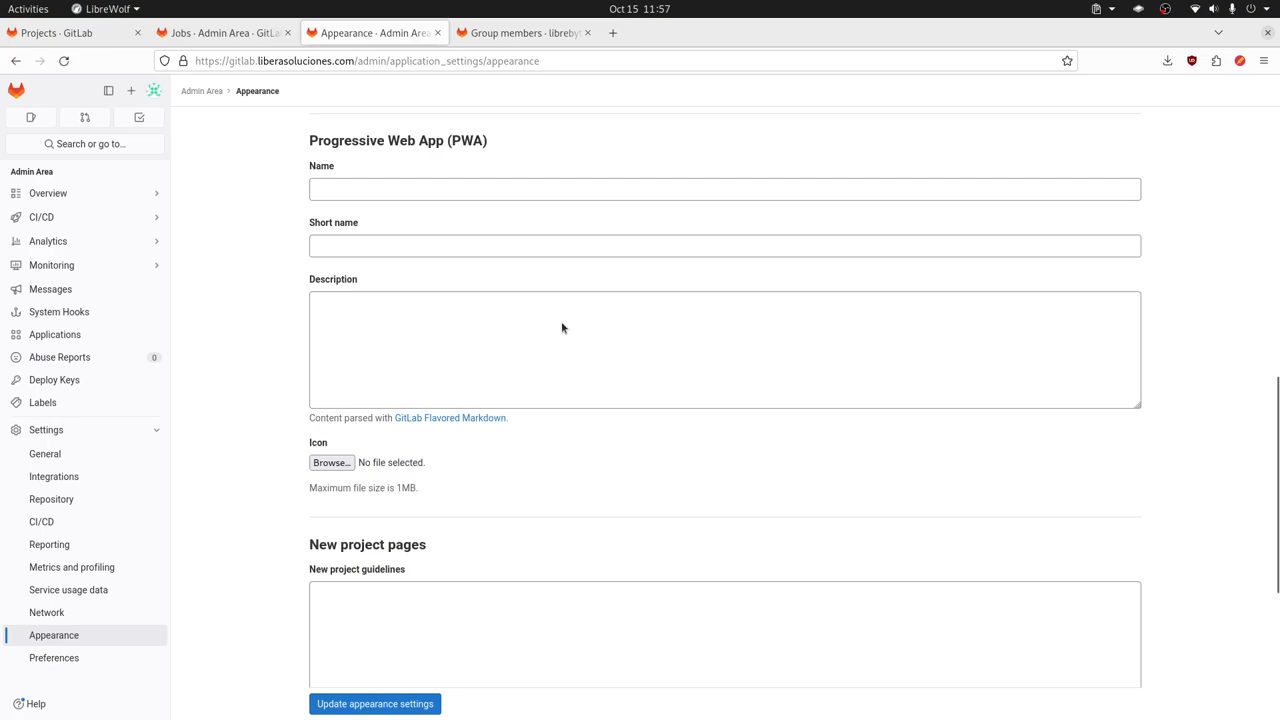 Activities
LibreWolf
Oct 15 11:57
Projects · GitLab
Jobs · Admin Area · GitLa
Appearance · Admin Area
Group members · libreby
https://gitlab.liberasoluciones.com/admin/application_settings/appearance
Admin Area
Appearance
Search or go to…
Admin Area
Overview
CI/CD
Analytics
Monitoring
Messages
System Hooks
Applications
Abuse Reports
0
Deploy Keys
Labels
Settings
General
Integrations
Repository
CI/CD
Reporting
Metrics and profiling
Service usage data
Network
Appearance
Preferences
Help
Progressive Web App (PWA)
Name
Short name
Description
Content parsed with GitLab Flavored Markdown.
Icon
Browse… No file selected.
Maximum file size is 1MB.
New project pages
New project guidelines
Update appearance settings